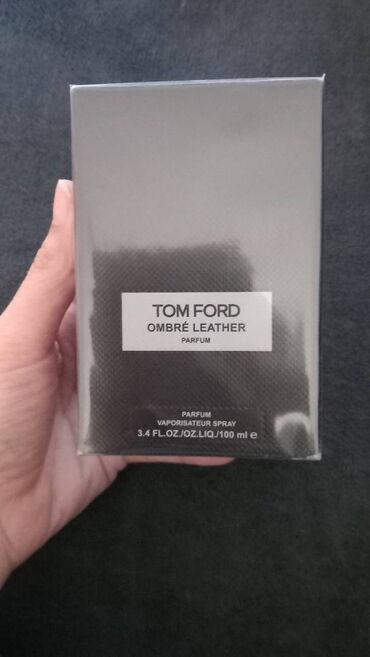 TOM FORD
OMBRÉ LEATHER
PARFUM
PARFUM
VAPORISATEUR SPRAY
3.4 FL.OZ./OZ.LIQ./100 ml e